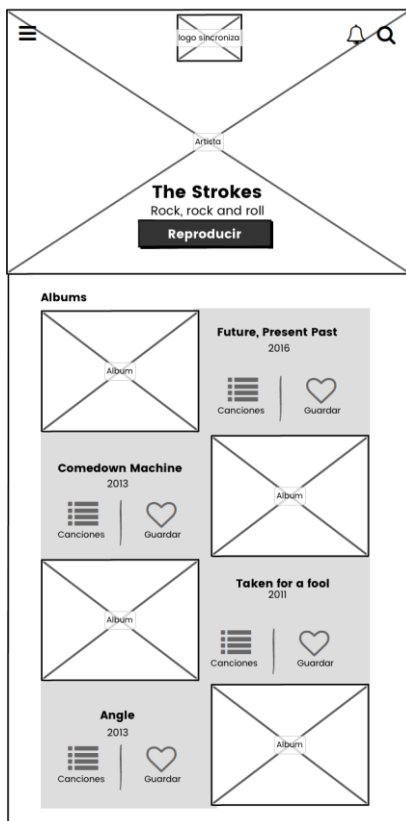 logo sincroniza
Artista
The Strokes
Rock, rock and roll
Reproducir
Albums
Album
Future, Present Past
2016
Canciones
Guardar
Comedown Machine
2013
Canciones
Guardar
Album
Album
Taken for a fool
2011
Canciones
Guardar
Angle
2013
Canciones
Guardar
Album